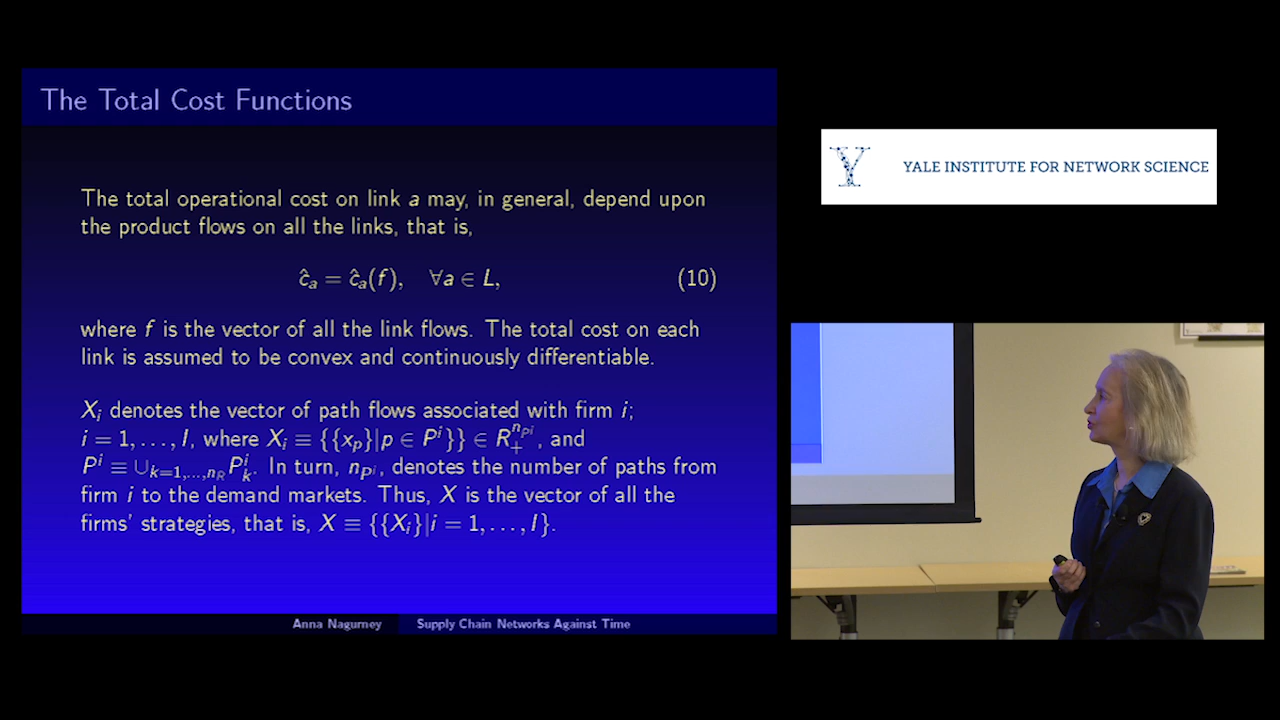 The Total Cost Functions
The total operational cost on link a may, in general, depend upon
the product flows on all the links, that is,
ĉₐ = ĉₐ(f), ∀a ∈ L, (10)
where f is the vector of all the link flows. The total cost on each
link is assumed to be convex and continuously differentiable.
X_i denotes the vector of path flows associated with firm i;
i = 1, . . . , I, where X_i ≡ {{x_p}|p ∈ P^i}} ∈ R_+^{n_{P^i}}, and
P^i ≡ ∪_{k=1,...,n_R} P_k^i. In turn, n_{P^i}, denotes the number of paths from
firm i to the demand markets. Thus, X is the vector of all the
firms' strategies, that is, X ≡ {{X_i}|i = 1, . . . , I}.
Anna Nagurney Supply Chain Networks Against Time
Y YALE INSTITUTE FOR NETWORK SCIENCE